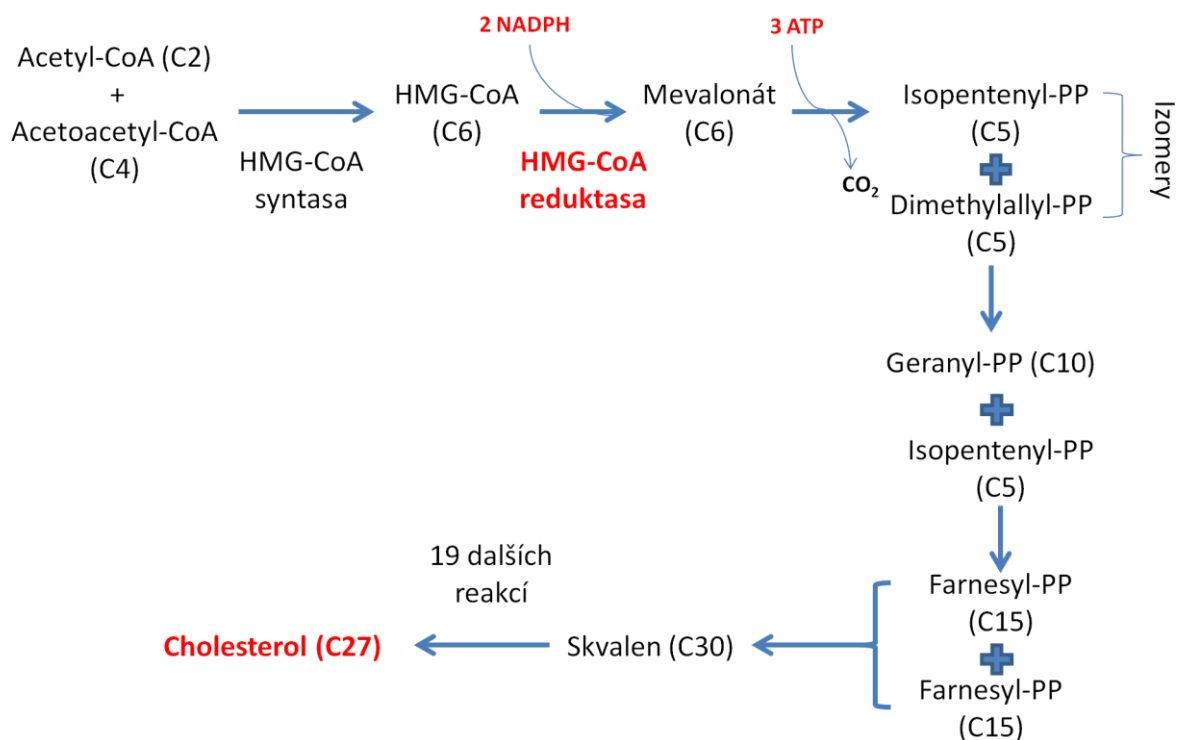 Acetyl-CoA (C2)
+
Acetoacetyl-CoA
(C4)
HMG-CoA
syntasa
HMG-CoA
(C6)
2 NADPH
HMG-CoA
reduktasa
Mevalonát
(C6)
3 ATP
CO₂
Isopentenyl-PP
(C5)
Dimethylallyl-PP
(C5)
Izomery
Geranyl-PP (C10)
Isopentenyl-PP
(C5)
Farnesyl-PP
(C15)
Farnesyl-PP
(C15)
Skvalen (C30)
19 dalších
reakcí
Cholesterol (C27)